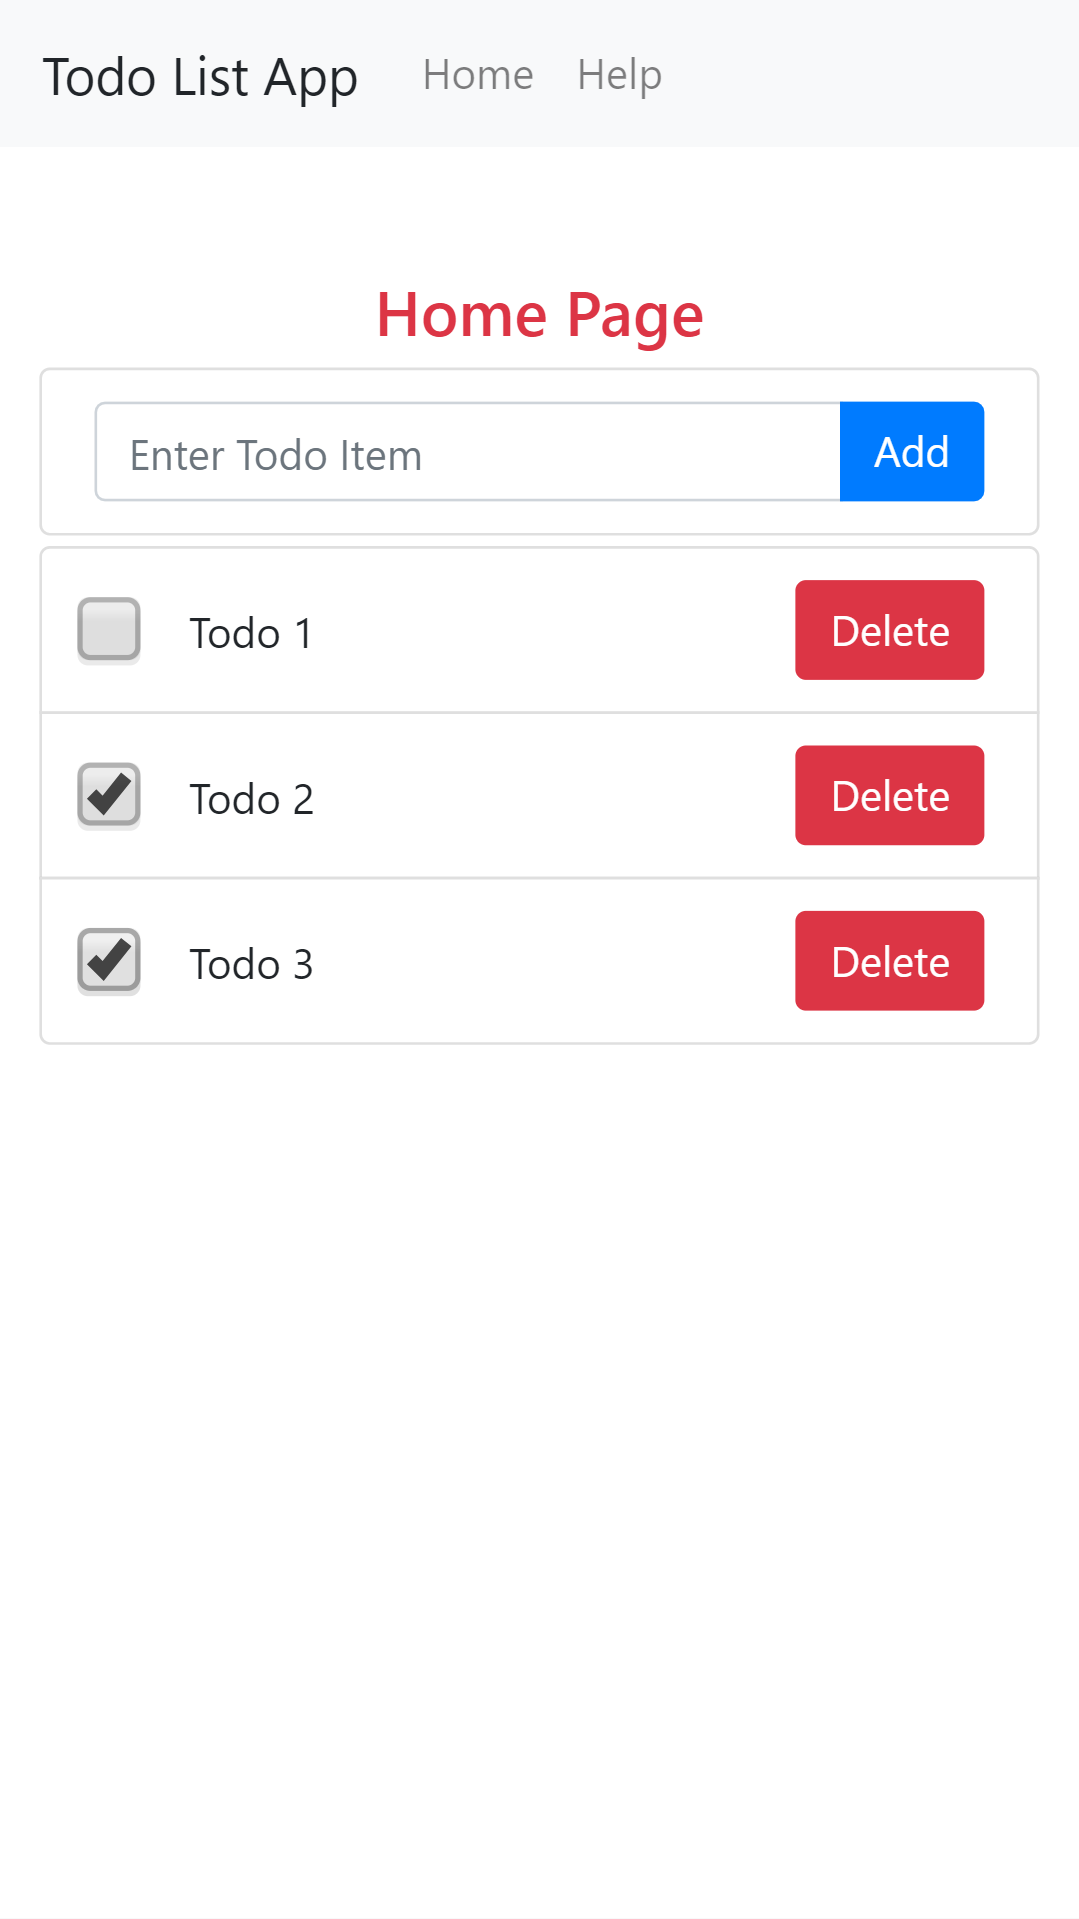 Todo List App Home Help
Home Page
Enter Todo Item Add
Todo 1 Delete
Todo 2 Delete
Todo 3 Delete